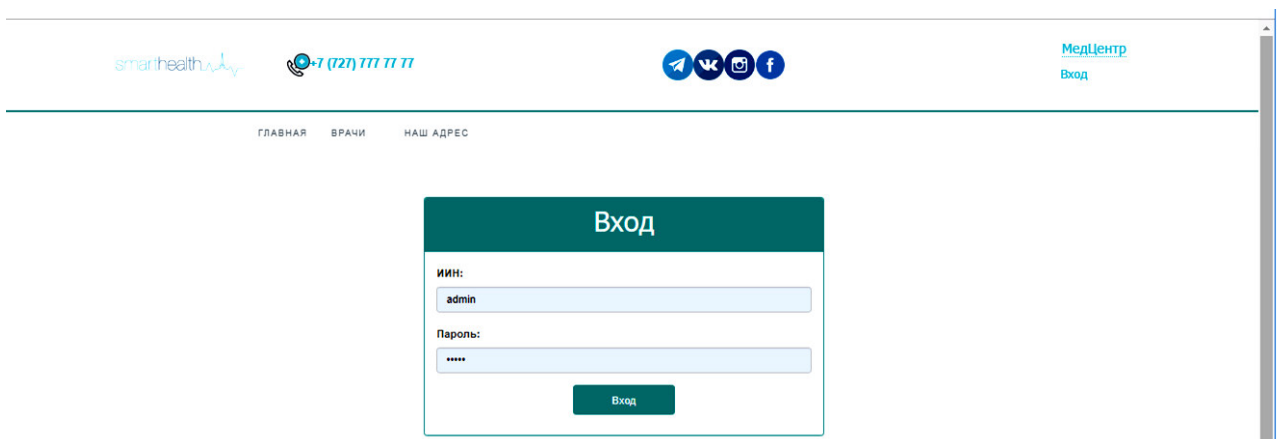 smarthealth
+7 (727) 777 77 77
МедЦентр
Вход
ГЛАВНАЯ ВРАЧИ НАШ АДРЕС
Вход
ИИН:
admin
Пароль:
•••••
Вход